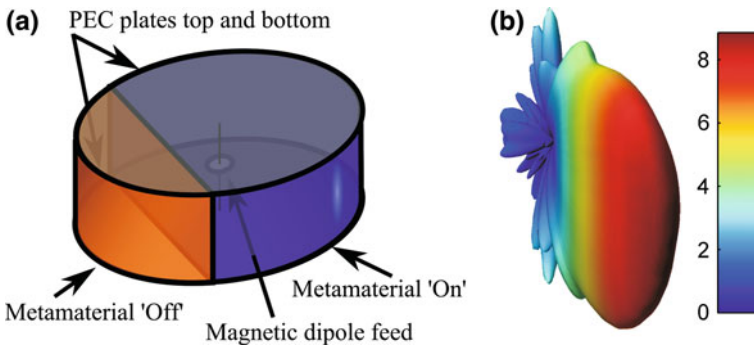 (a)
PEC plates top and bottom
Metamaterial 'Off'
Metamaterial 'On'
Magnetic dipole feed
(b)
8
6
4
2
0